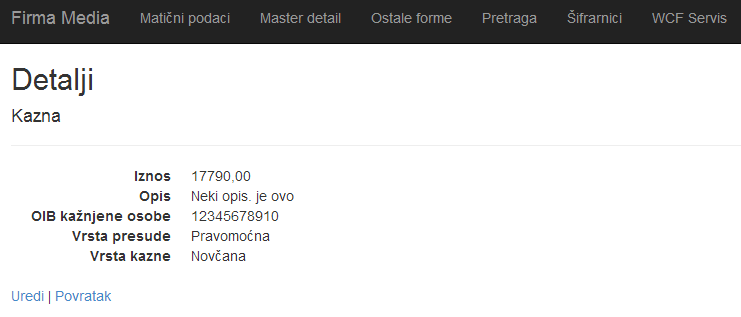 Firma Media Matični podaci Master detail Ostale forme Pretraga Šifrarnici WCF Servis
Detalji
Kazna
Iznos 17790,00
Opis Neki opis. je ovo
OIB kažnjene osobe 12345678910
Vrsta presude Pravomoćna
Vrsta kazne Novčana
Uredi | Povratak